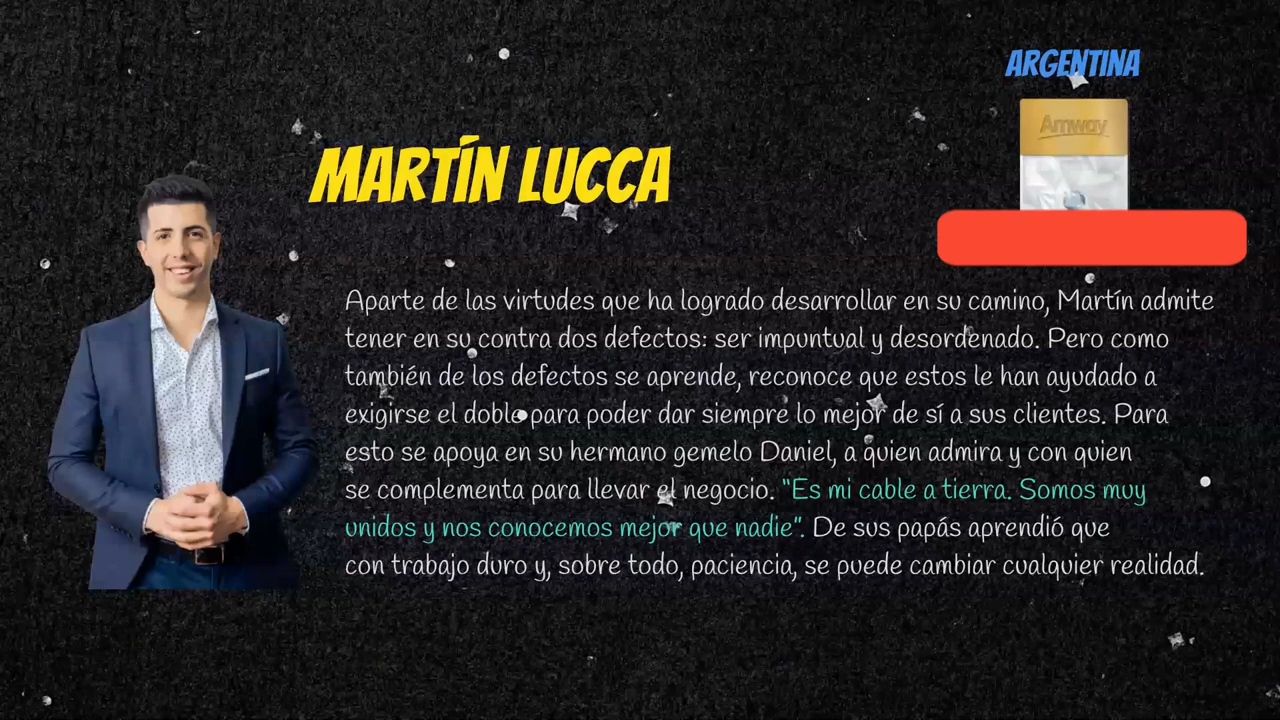 ARGENTINA
Amway
MARTÍN LUCCA
Aparte de las virtudes que ha logrado desarrollar en su camino, Martín admite
tener en su contra dos defectos: ser impuntual y desordenado. Pero como
también de los defectos se aprende, reconoce que estos le han ayudado a
exigirse el doble para poder dar siempre lo mejor de sí a sus clientes. Para
esto se apoya en su hermano gemelo Daniel, a quien admira y con quien
se complementa para llevar el negocio. “Es mi cable a tierra. Somos muy
unidos y nos conocemos mejor que nadie”. De sus papás aprendió que
con trabajo duro y, sobre todo, paciencia, se puede cambiar cualquier realidad.